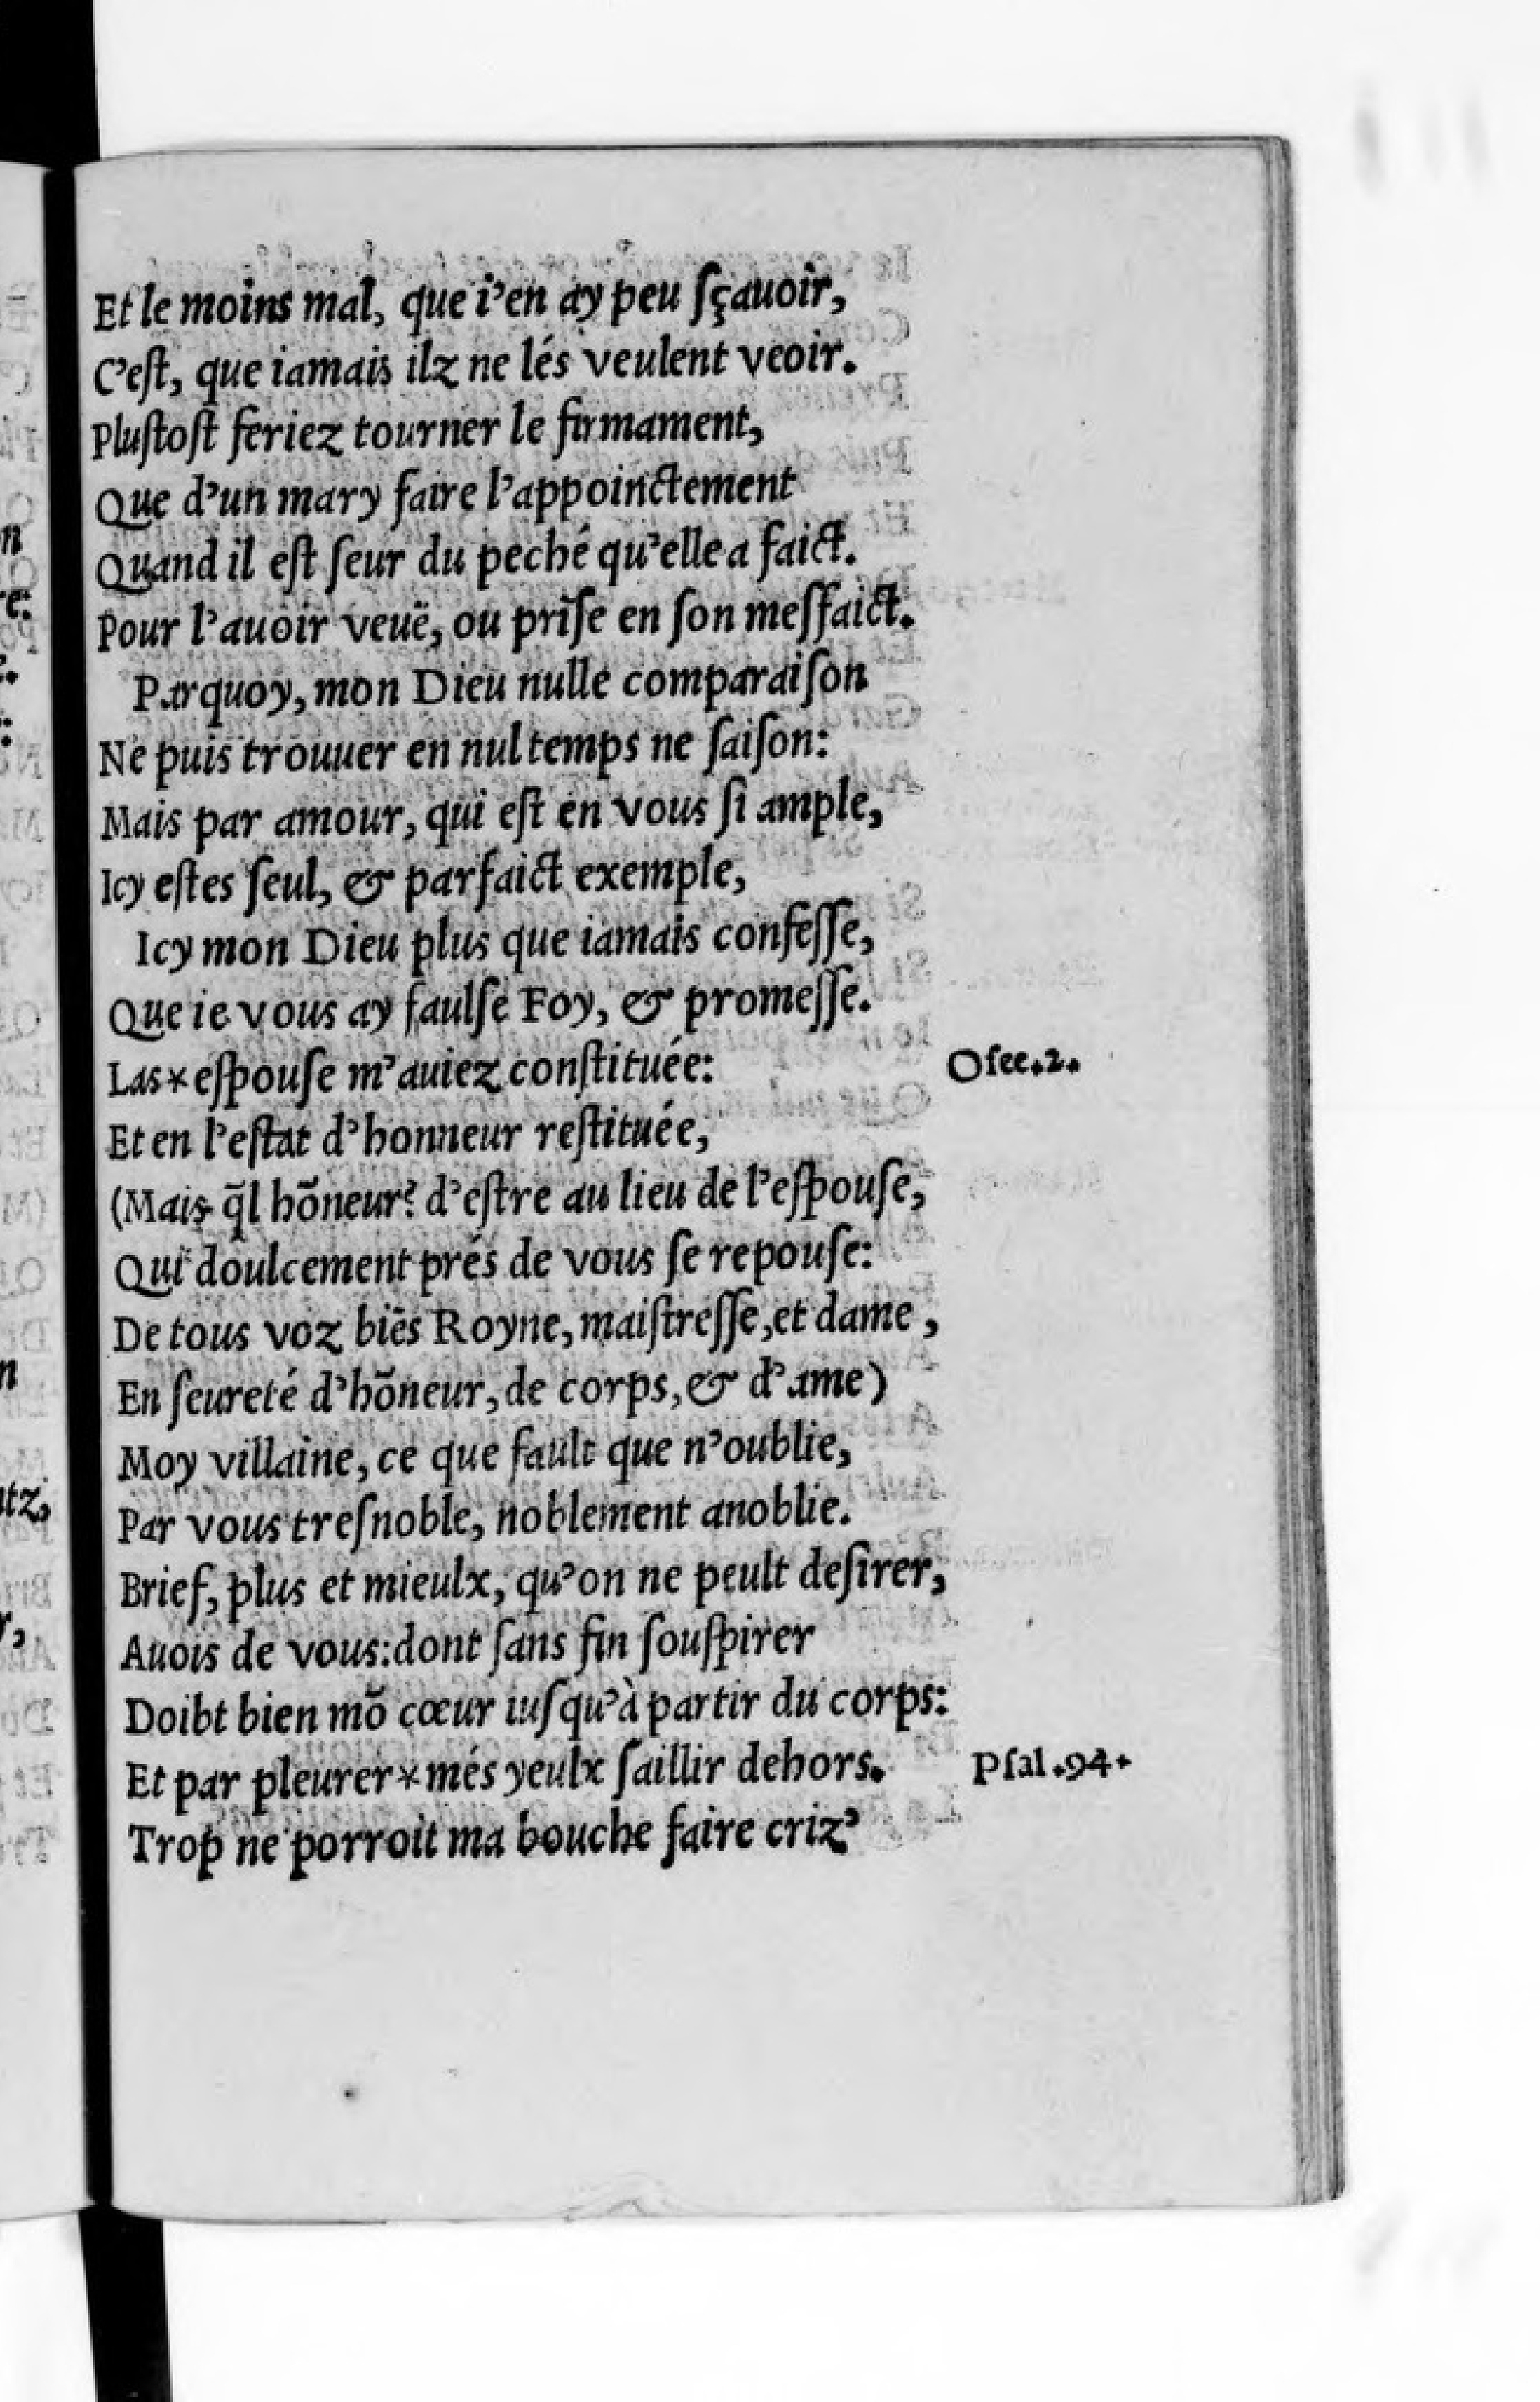 Et le moins mal, que i'en ay peu sçauoir,
C'eſt, que iamais ilz ne lés veulent veoir.
Pluſtoſt feriez tourner le firmament,
Que d'un mary faire l'appoinctement
Quand il eſt ſeur du peché qu'elle a faict.
Pour l'auoir veuë, ou priſe en ſon meſfaict.
Parquoy, mon Dieu nulle comparaiſon
Ne puis trouuer en nul temps ne ſaiſon:
Mais par amour, qui eſt en vous ſi ample,
Icy eſtes ſeul, & parfaict exemple,
Icy mon Dieu plus que iamais confeſſe,
Que ie vous ay faulſe Foy, & promeſſe.
Las * eſpouſe m'auiez conſtituée: Oſee.2.
Et en l'eſtat d'honneur reſtituée,
(Mais q̃l hõneur? d'eſtre au lieu de l'eſpouſe,
Qui doulcement prés de vous ſe repouſe:
De tous voz biẽs Royne, maiſtreſſe, et dame,
En ſeureté d'hõneur, de corps, & d'ame)
Moy villaine, ce que fault que n'oublie,
Par vous treſnoble, noblement anoblie.
Brief, plus et mieulx, qu'on ne peult deſirer,
Auois de vous: dont ſans fin ſouſpirer
Doibt bien mõ cœur iuſqu'à partir du corps:
Et par pleurer * més yeulx ſaillir dehors. Pſal.94.
Trop ne porroit ma bouche faire criz'